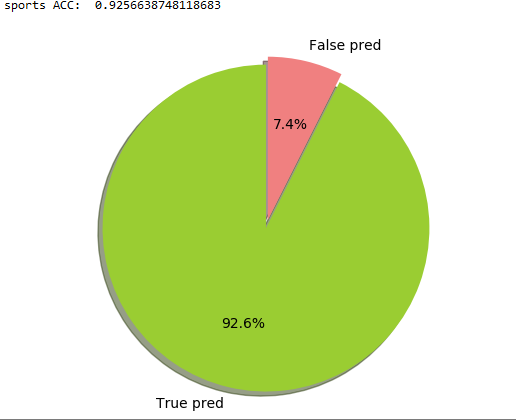 sports ACC:  0.9256638748118683
False pred
7.4%
92.6%
True pred